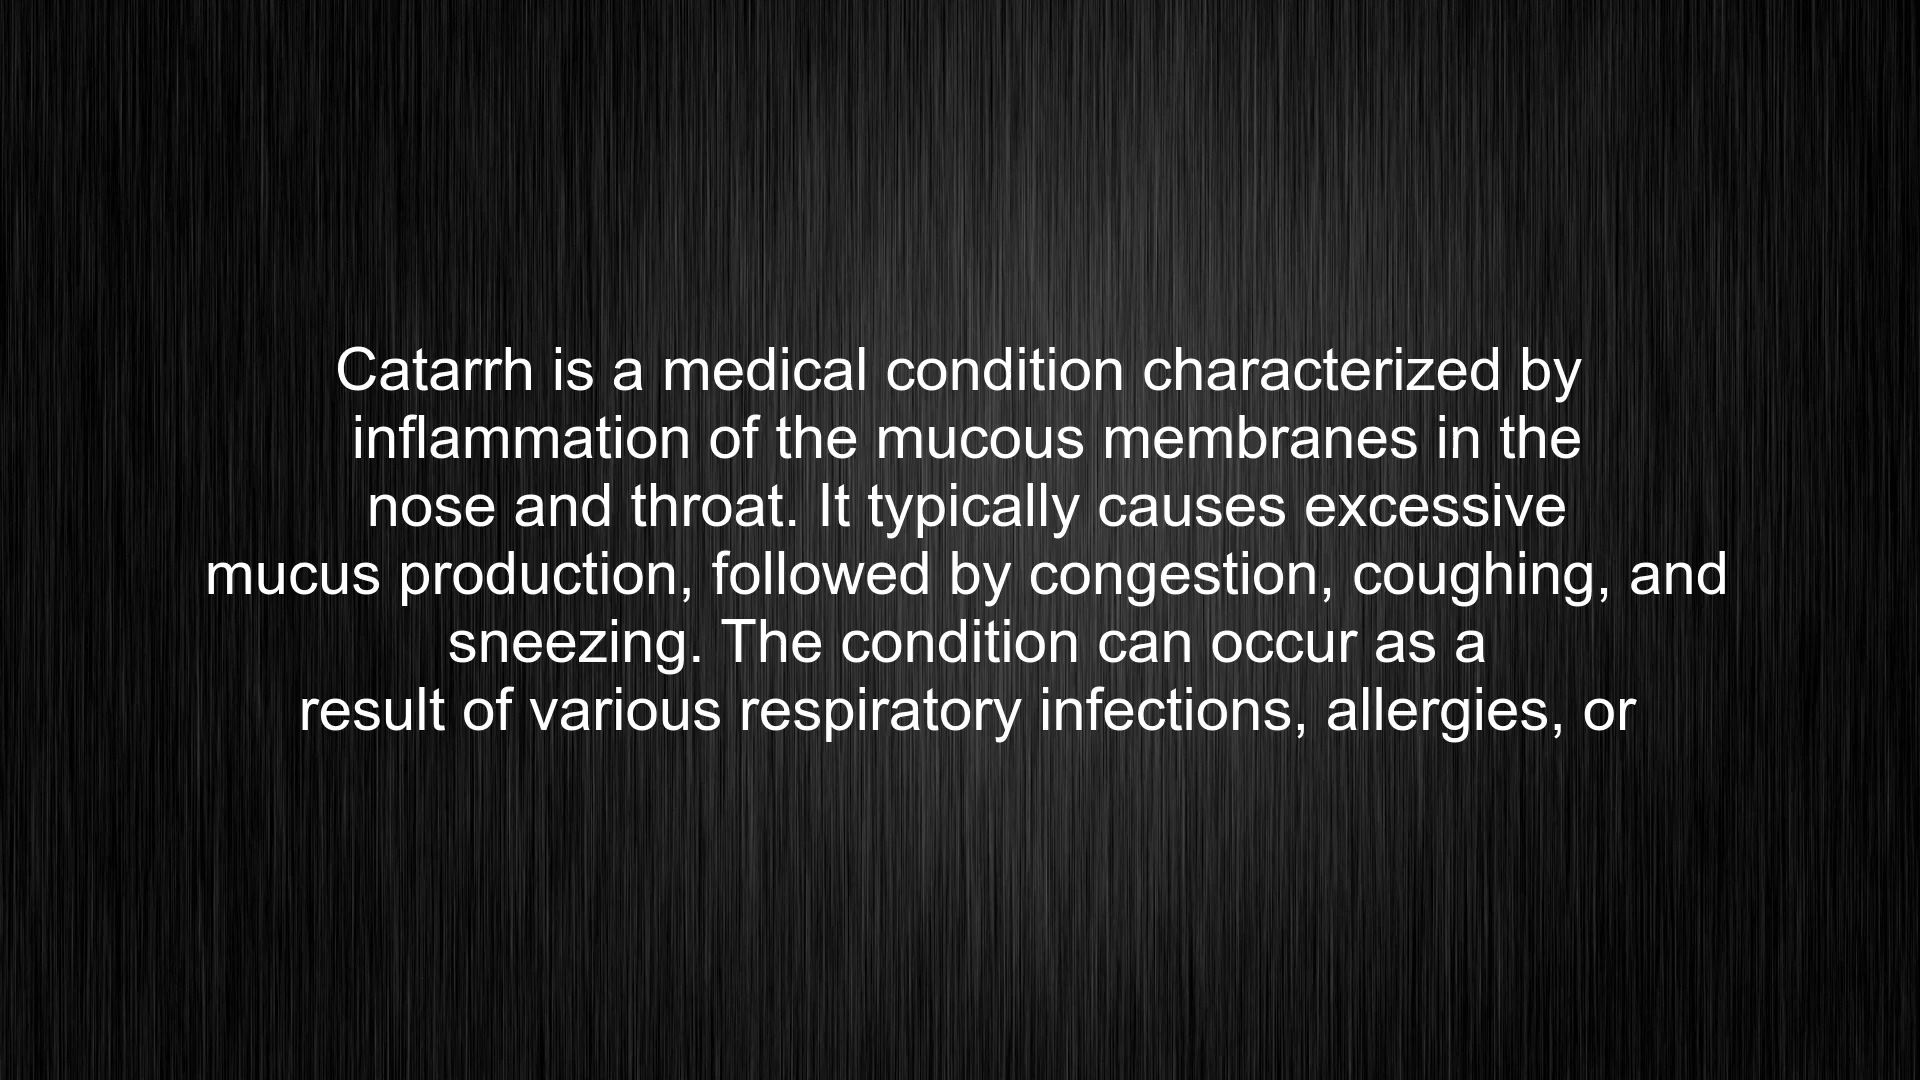 Catarrh is a medical condition characterized by
inflammation of the mucous membranes in the
nose and throat. It typically causes excessive
mucus production, followed by congestion, coughing, and
sneezing. The condition can occur as a
result of various respiratory infections, allergies, or